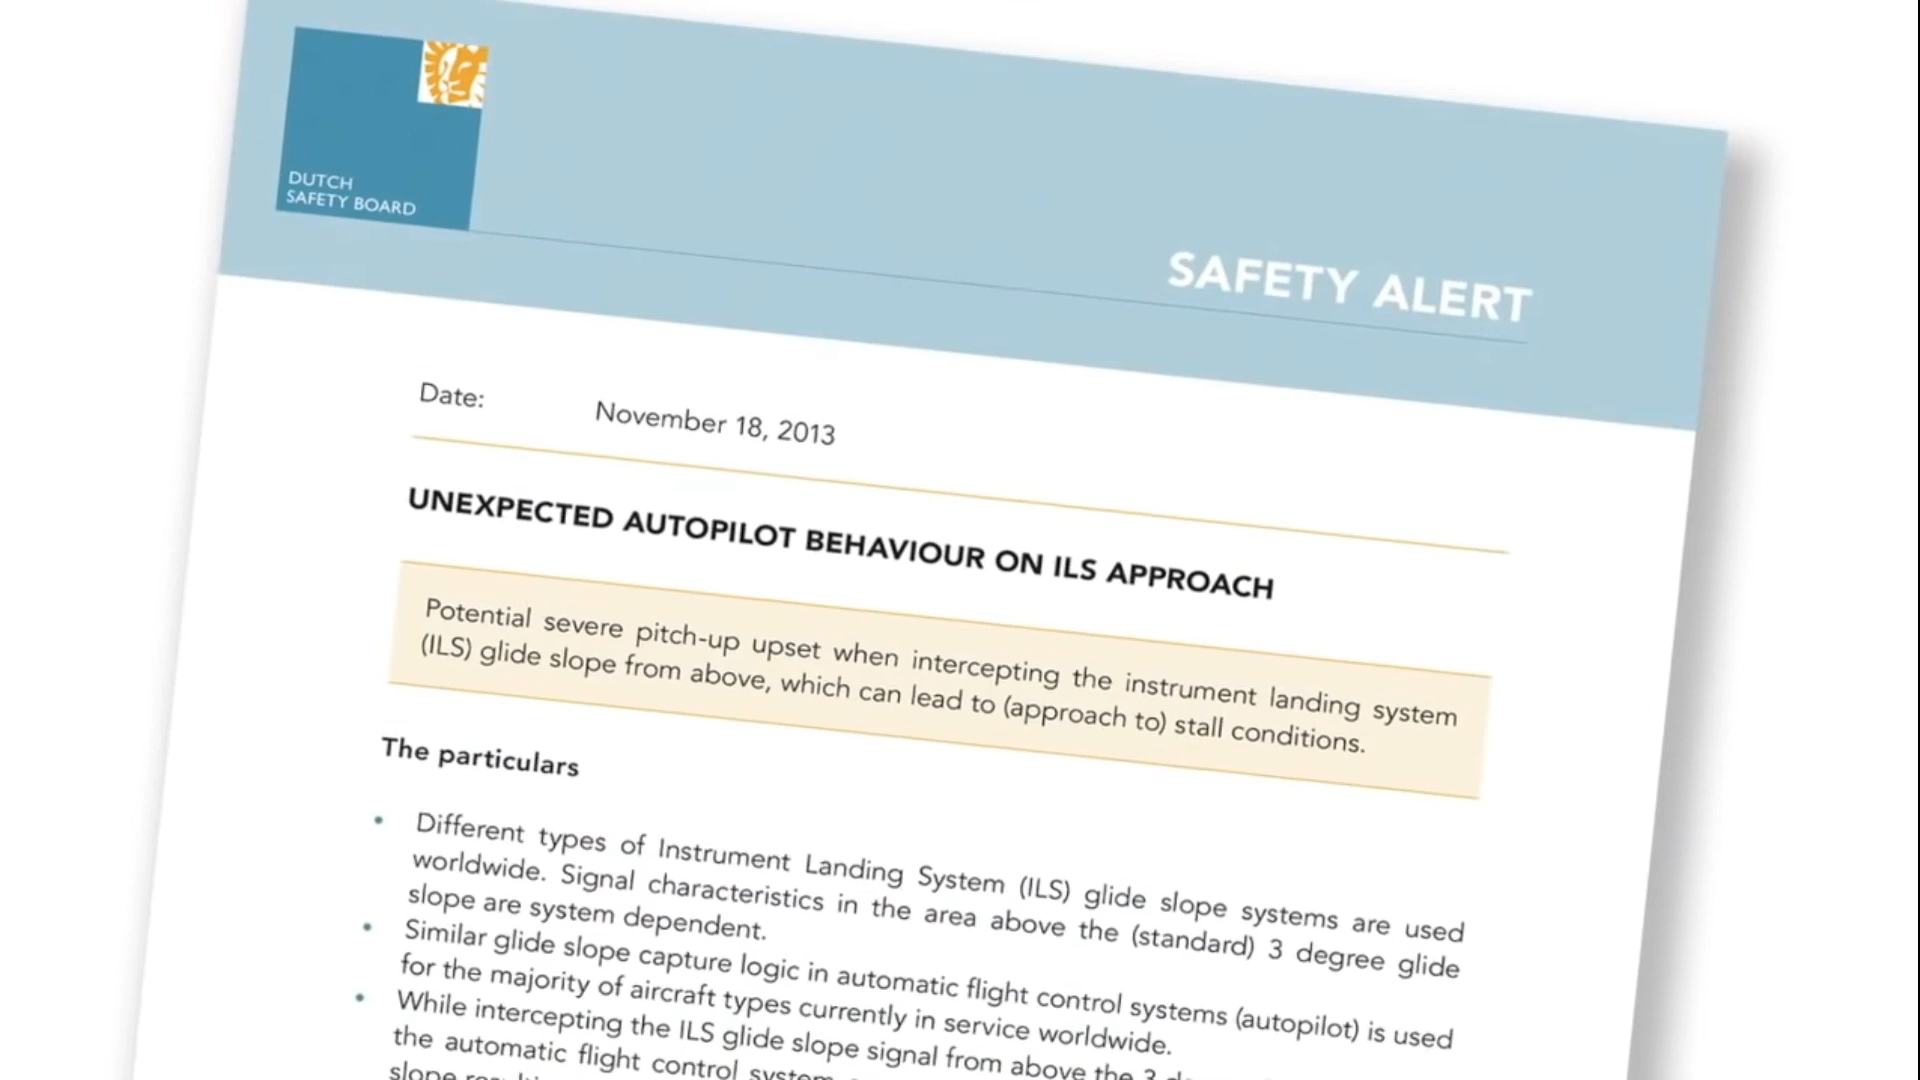 DUTCH
SAFETY BOARD
SAFETY ALERT
Date: November 18, 2013
UNEXPECTED AUTOPILOT BEHAVIOUR ON ILS APPROACH
Potential severe pitch-up upset when intercepting the instrument landing system
(ILS) glide slope from above, which can lead to (approach to) stall conditions.
The particulars
• Different types of Instrument Landing System (ILS) glide slope systems are used
worldwide. Signal characteristics in the area above the (standard) 3 degree glide
slope are system dependent.
• Similar glide slope capture logic in automatic flight control systems (autopilot) is used
for the majority of aircraft types currently in service worldwide.
• While intercepting the ILS glide slope signal from above the 3
the automatic flight control system
slope